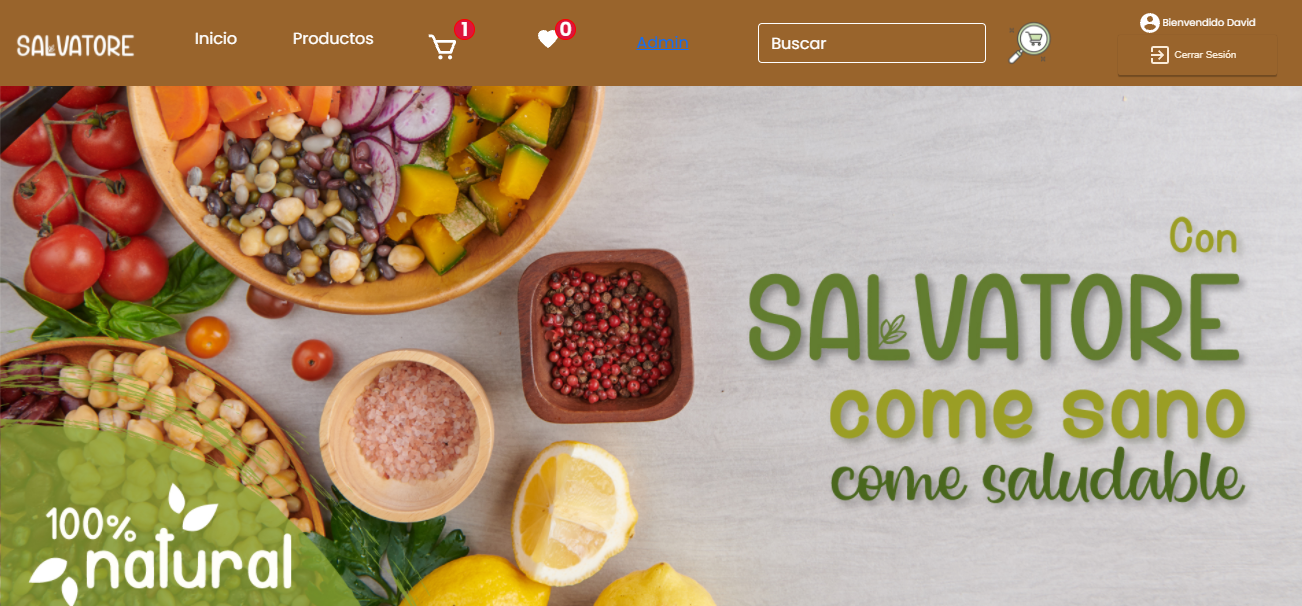 SALVATORE
Inicio
Productos
1
0
Admin
Buscar
Bienvenido David
Cerrar Sesión
Con
SALVATORE
come sano
come saludable
100%
natural